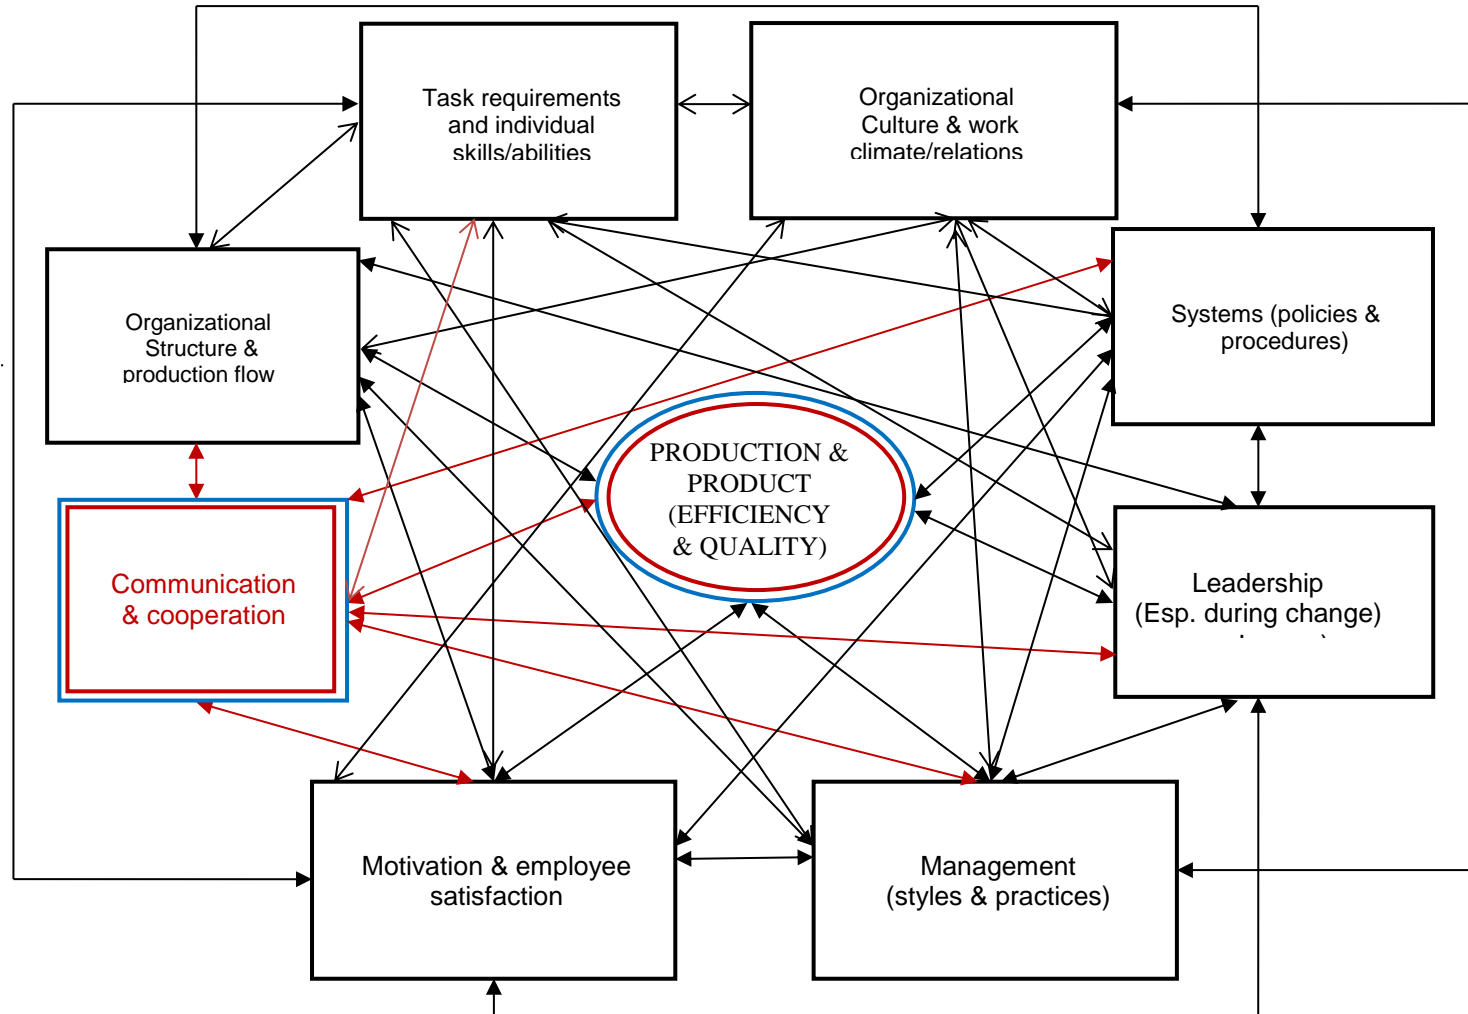 Task requirements
and individual
skills/abilities
Organizational
Culture & work
climate/relations
Organizational
Structure &
production flow
Systems (policies &
procedures)
PRODUCTION &
PRODUCT
(EFFICIENCY
& QUALITY)
Communication
& cooperation
Leadership
(Esp. during change)
Motivation & employee
satisfaction
Management
(styles & practices)